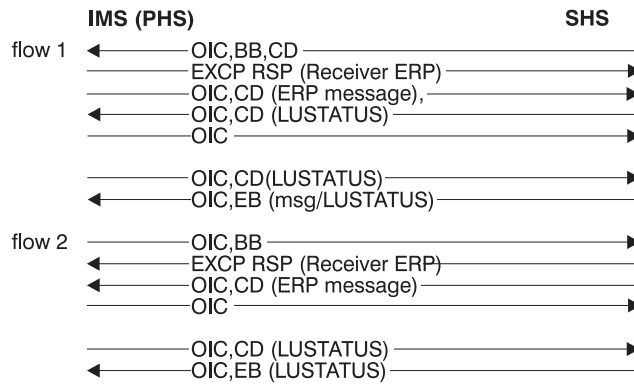 IMS (PHS) SHS
flow 1 OIC,BB,CD
EXCP RSP (Receiver ERP)
OIC,CD (ERP message),
OIC,CD (LUSTATUS)
OIC
OIC,CD(LUSTATUS)
OIC,EB (msg/LUSTATUS)
flow 2 OIC,BB
EXCP RSP (Receiver ERP)
OIC,CD (ERP message)
OIC
OIC,CD (LUSTATUS)
OIC,EB (LUSTATUS)